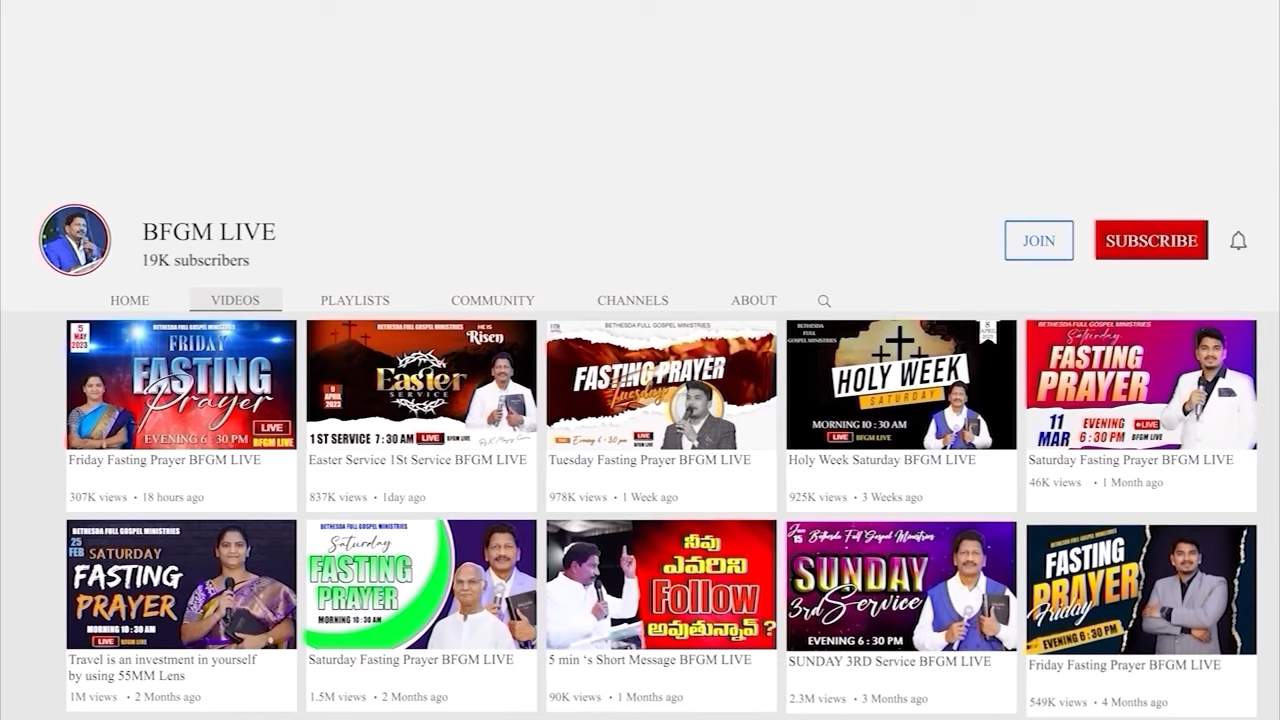 BFGM LIVE
19K subscribers
JOIN
SUBSCRIBE
HOME
VIDEOS
PLAYLISTS
COMMUNITY
CHANNELS
ABOUT
5
MAY
2023
BETHESDA FULL GOSPEL MINISTRIES
FRIDAY
FASTING
Prayer
EVENING 6 : 30 PM
LIVE
BFGM LIVE
Friday Fasting Prayer BFGM LIVE
307K views • 18 hours ago
BETHESDA FULL GOSPEL MINISTRIES
HE IS
Risen
Easter
SERVICE
9
APRIL
2023
1ST SERVICE 7 : 30 AM
LIVE
BFGM LIVE
Easter Service 1St Service BFGM LIVE
837K views • 1day ago
BETHESDA FULL GOSPEL MINISTRIES
FASTING PRAYER
Tuesday
Evening 6 : 30 pm
LIVE
BFGM LIVE
Tuesday Fasting Prayer BFGM LIVE
978K views • 1 Week ago
BETHESDA
FULL
GOSPEL MINISTRIES
8
APRIL
2023
HOLY WEEK
SATURDAY
MORNING 10 : 30 AM
LIVE
BFGM LIVE
Holy Week Saturday BFGM LIVE
925K views • 3 Weeks ago
BETHESDA FULL GOSPEL MINISTRIES
Saturday
FASTING
PRAYER
11
MAR
EVENING
6 : 30 PM
LIVE
BFGM LIVE
Saturday Fasting Prayer BFGM LIVE
46K views • 1 Month ago
BETHESDA FULL GOSPEL MINISTRIES
25
FEB
SATURDAY
FASTING
PRAYER
MORNING 10 : 30 AM
LIVE
BFGM LIVE
Travel is an investment in yourself
by using 55MM Lens
1M views • 2 Months ago
BETHESDA FULL GOSPEL MINISTRIES
Saturday
FASTING
PRAYER
MORNING 10 : 30 AM
Saturday Fasting Prayer BFGM LIVE
1.5M views • 2 Months ago
నీవు
ఎవరిని
Follow
అవుతున్నావ్ ?
5 min ‘s Short Message BFGM LIVE
90K views • 1 Months ago
15
Bethesda Full Gospel Ministries
SUNDAY
3rd Service
EVENING 6 : 30 PM
SUNDAY 3RD Service BFGM LIVE
2.3M views • 3 Months ago
BETHESDA FULL GOSPEL MINISTRIES
FASTING
PRAYER
Friday
EVENING 6 : 30 PM
Friday Fasting Prayer BFGM LIVE
549K views • 4 Months ago